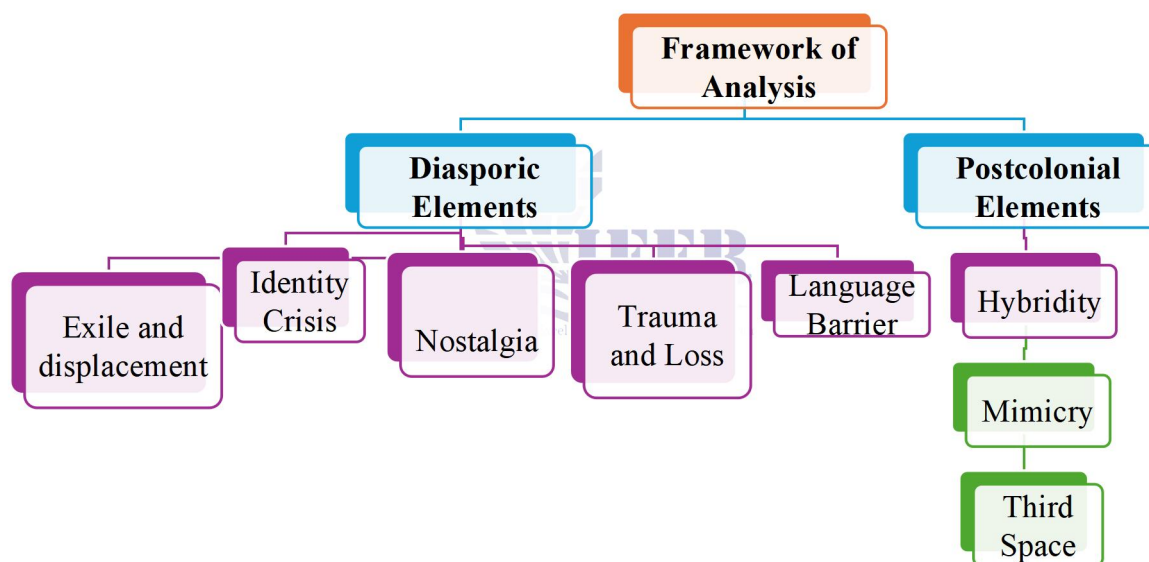 Framework of
Analysis
Diasporic
Elements
Postcolonial
Elements
Exile and
displacement
Identity
Crisis
Nostalgia
Trauma
and Loss
Language
Barrier
Hybridity
Mimicry
Third
Space